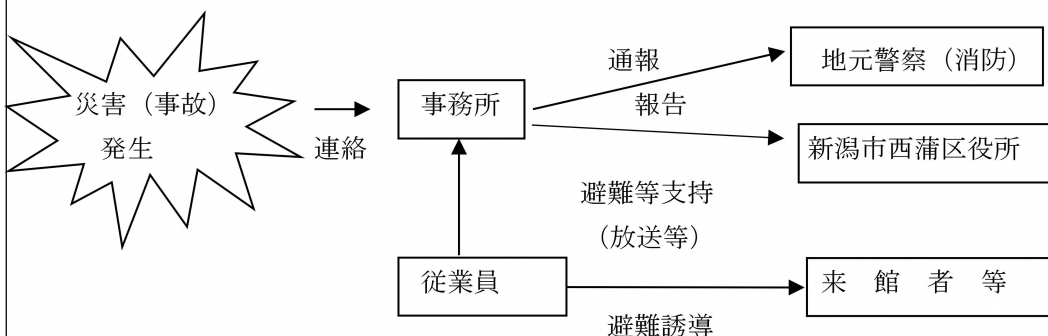 災害（事故）
発生
連絡
事務所
通報
報告
地元警察（消防）
新潟市西蒲区役所
避難等支持
（放送等）
従業員
来　館　者　等
避難誘導